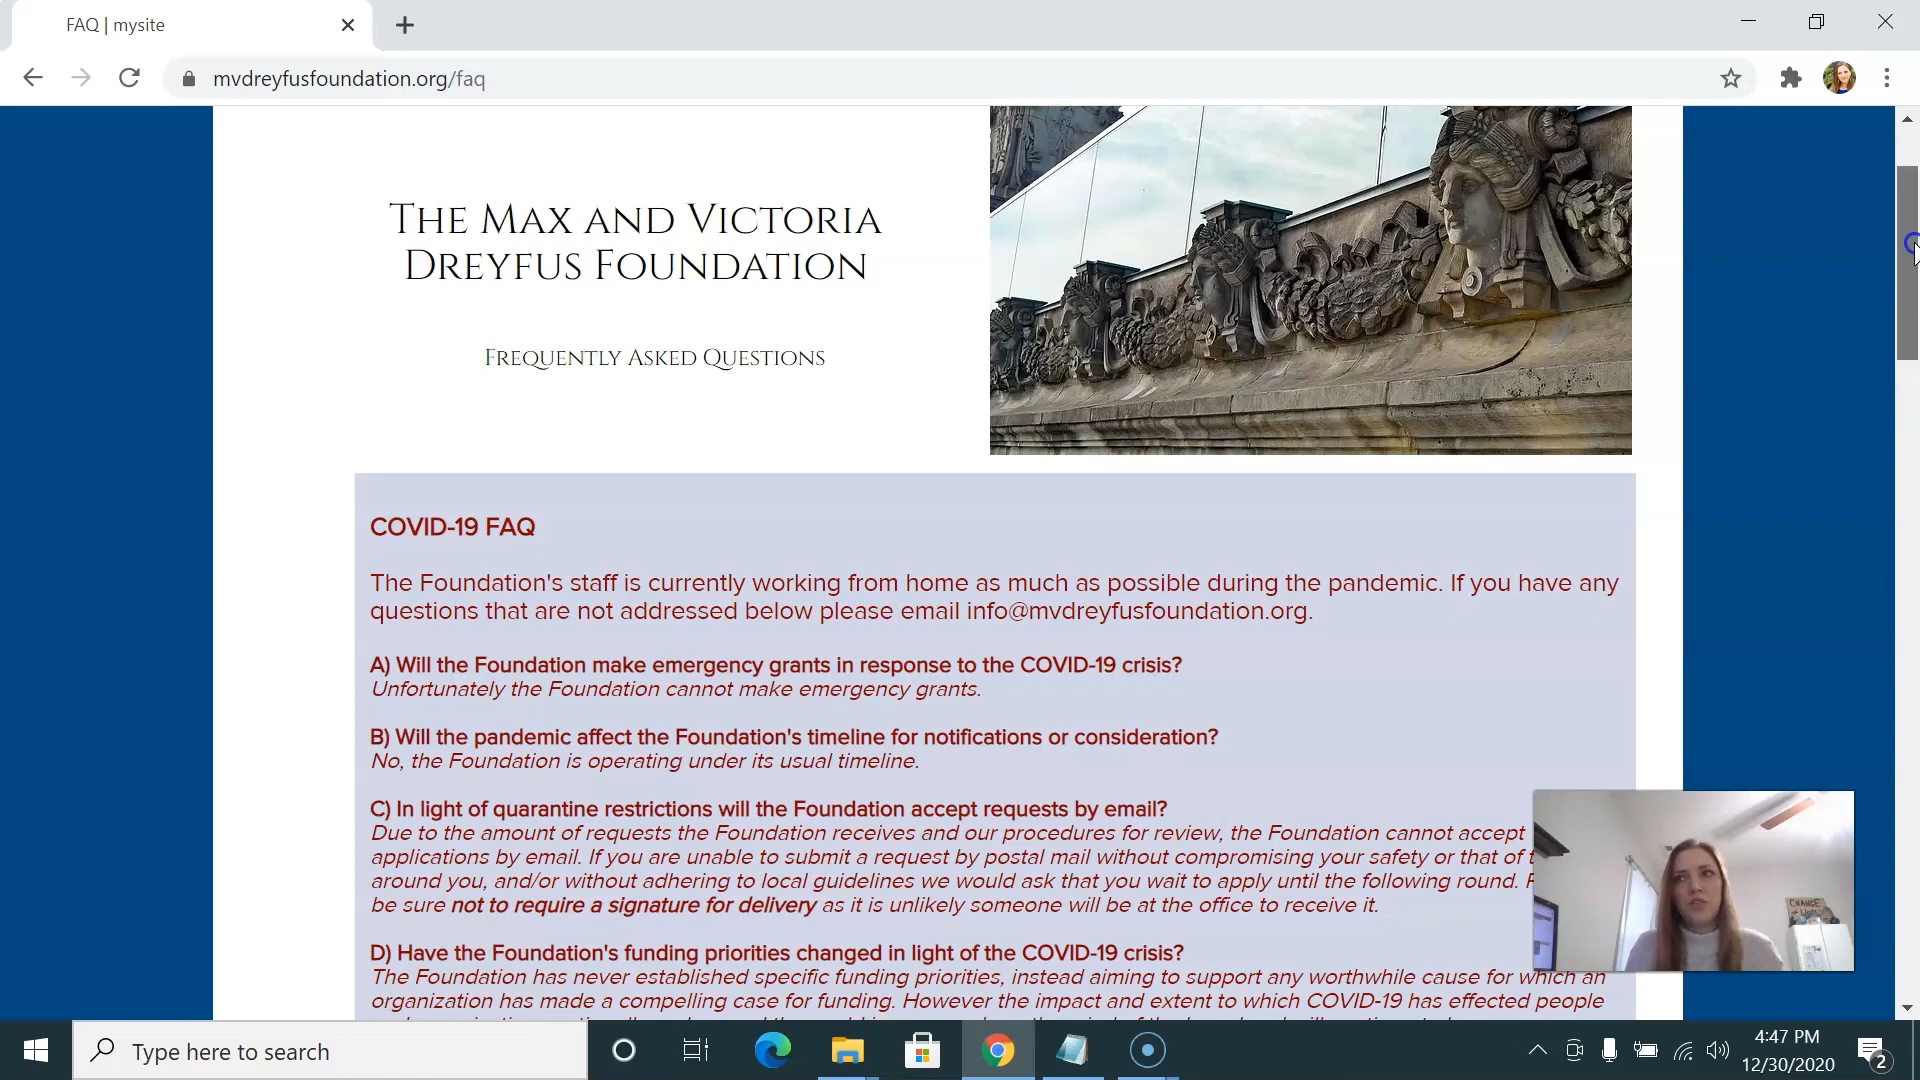 FAQ | mysite
mvdreyfusfoundation.org/faq
The Max and Victoria
Dreyfus Foundation
Frequently Asked Questions
COVID-19 FAQ
The Foundation's staff is currently working from home as much as possible during the pandemic. If you have any
questions that are not addressed below please email info@mvdreyfusfoundation.org.
A) Will the Foundation make emergency grants in response to the COVID-19 crisis?
Unfortunately the Foundation cannot make emergency grants.
B) Will the pandemic affect the Foundation's timeline for notifications or consideration?
No, the Foundation is operating under its usual timeline.
C) In light of quarantine restrictions will the Foundation accept requests by email?
Due to the amount of requests the Foundation receives and our procedures for review, the Foundation cannot accept
applications by email. If you are unable to submit a request by postal mail without compromising your safety or that of
around you, and/or without adhering to local guidelines we would ask that you wait to apply until the following round.
be sure not to require a signature for delivery as it is unlikely someone will be at the office to receive it.
D) Have the Foundation's funding priorities changed in light of the COVID-19 crisis?
The Foundation has never established specific funding priorities, instead aiming to support any worthwhile cause for which an
organization has made a compelling case for funding. However the impact and extent to which COVID-19 has effected people
CHANGE
Type here to search
4:47 PM
12/30/2020
2